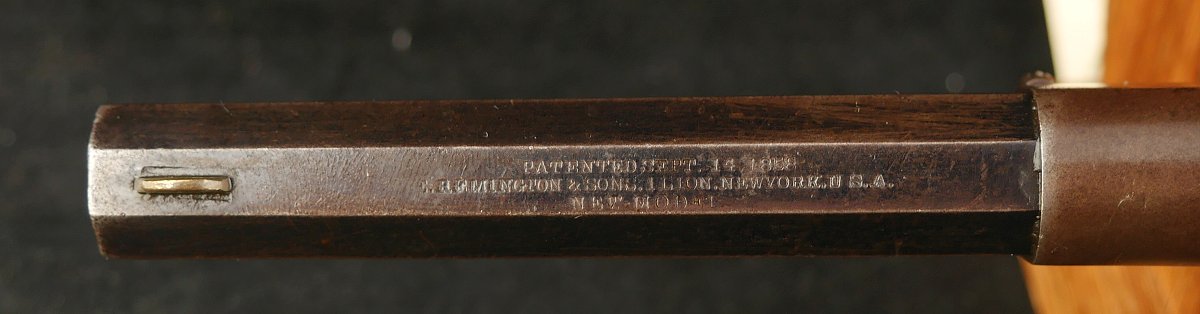 PATENTED SEPT. 14, 1858
E. REMINGTON & SONS, ILION, NEW YORK, U.S.A.
NEW-MODEL